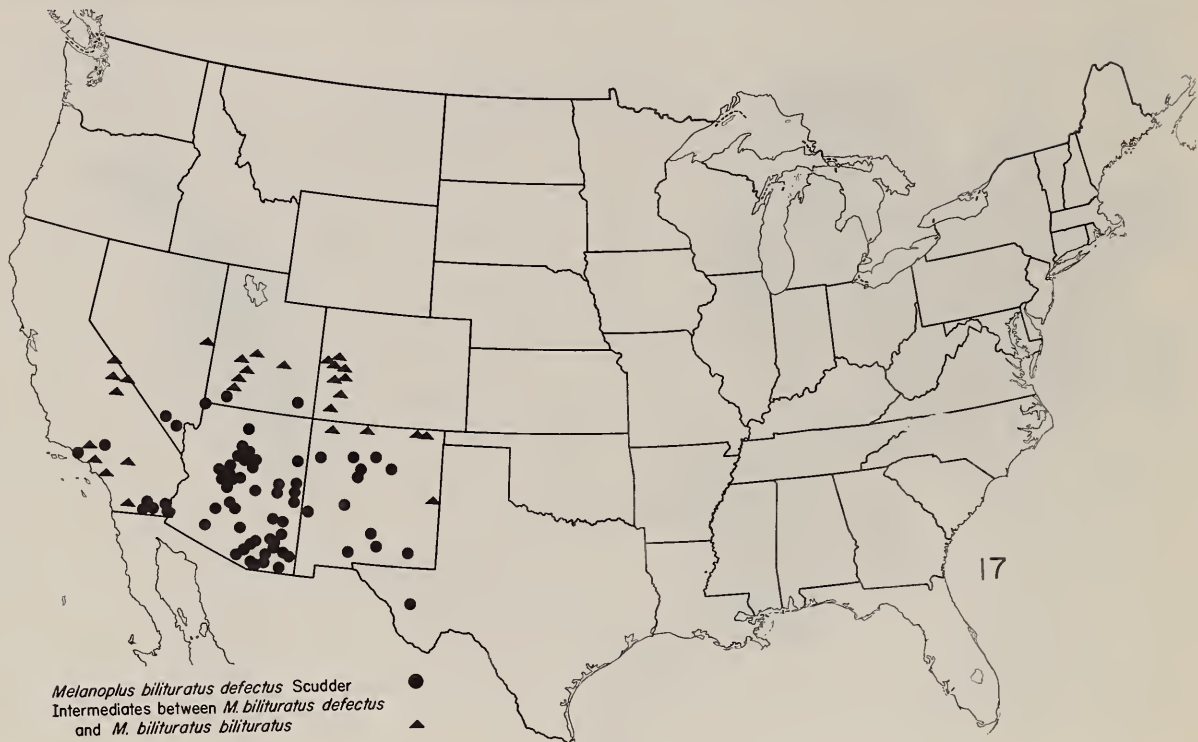 17
Melanoplus bilituratus defectus Scudder
Intermediates between M. bilituratus defectus
and M. bilituratus bilituratus